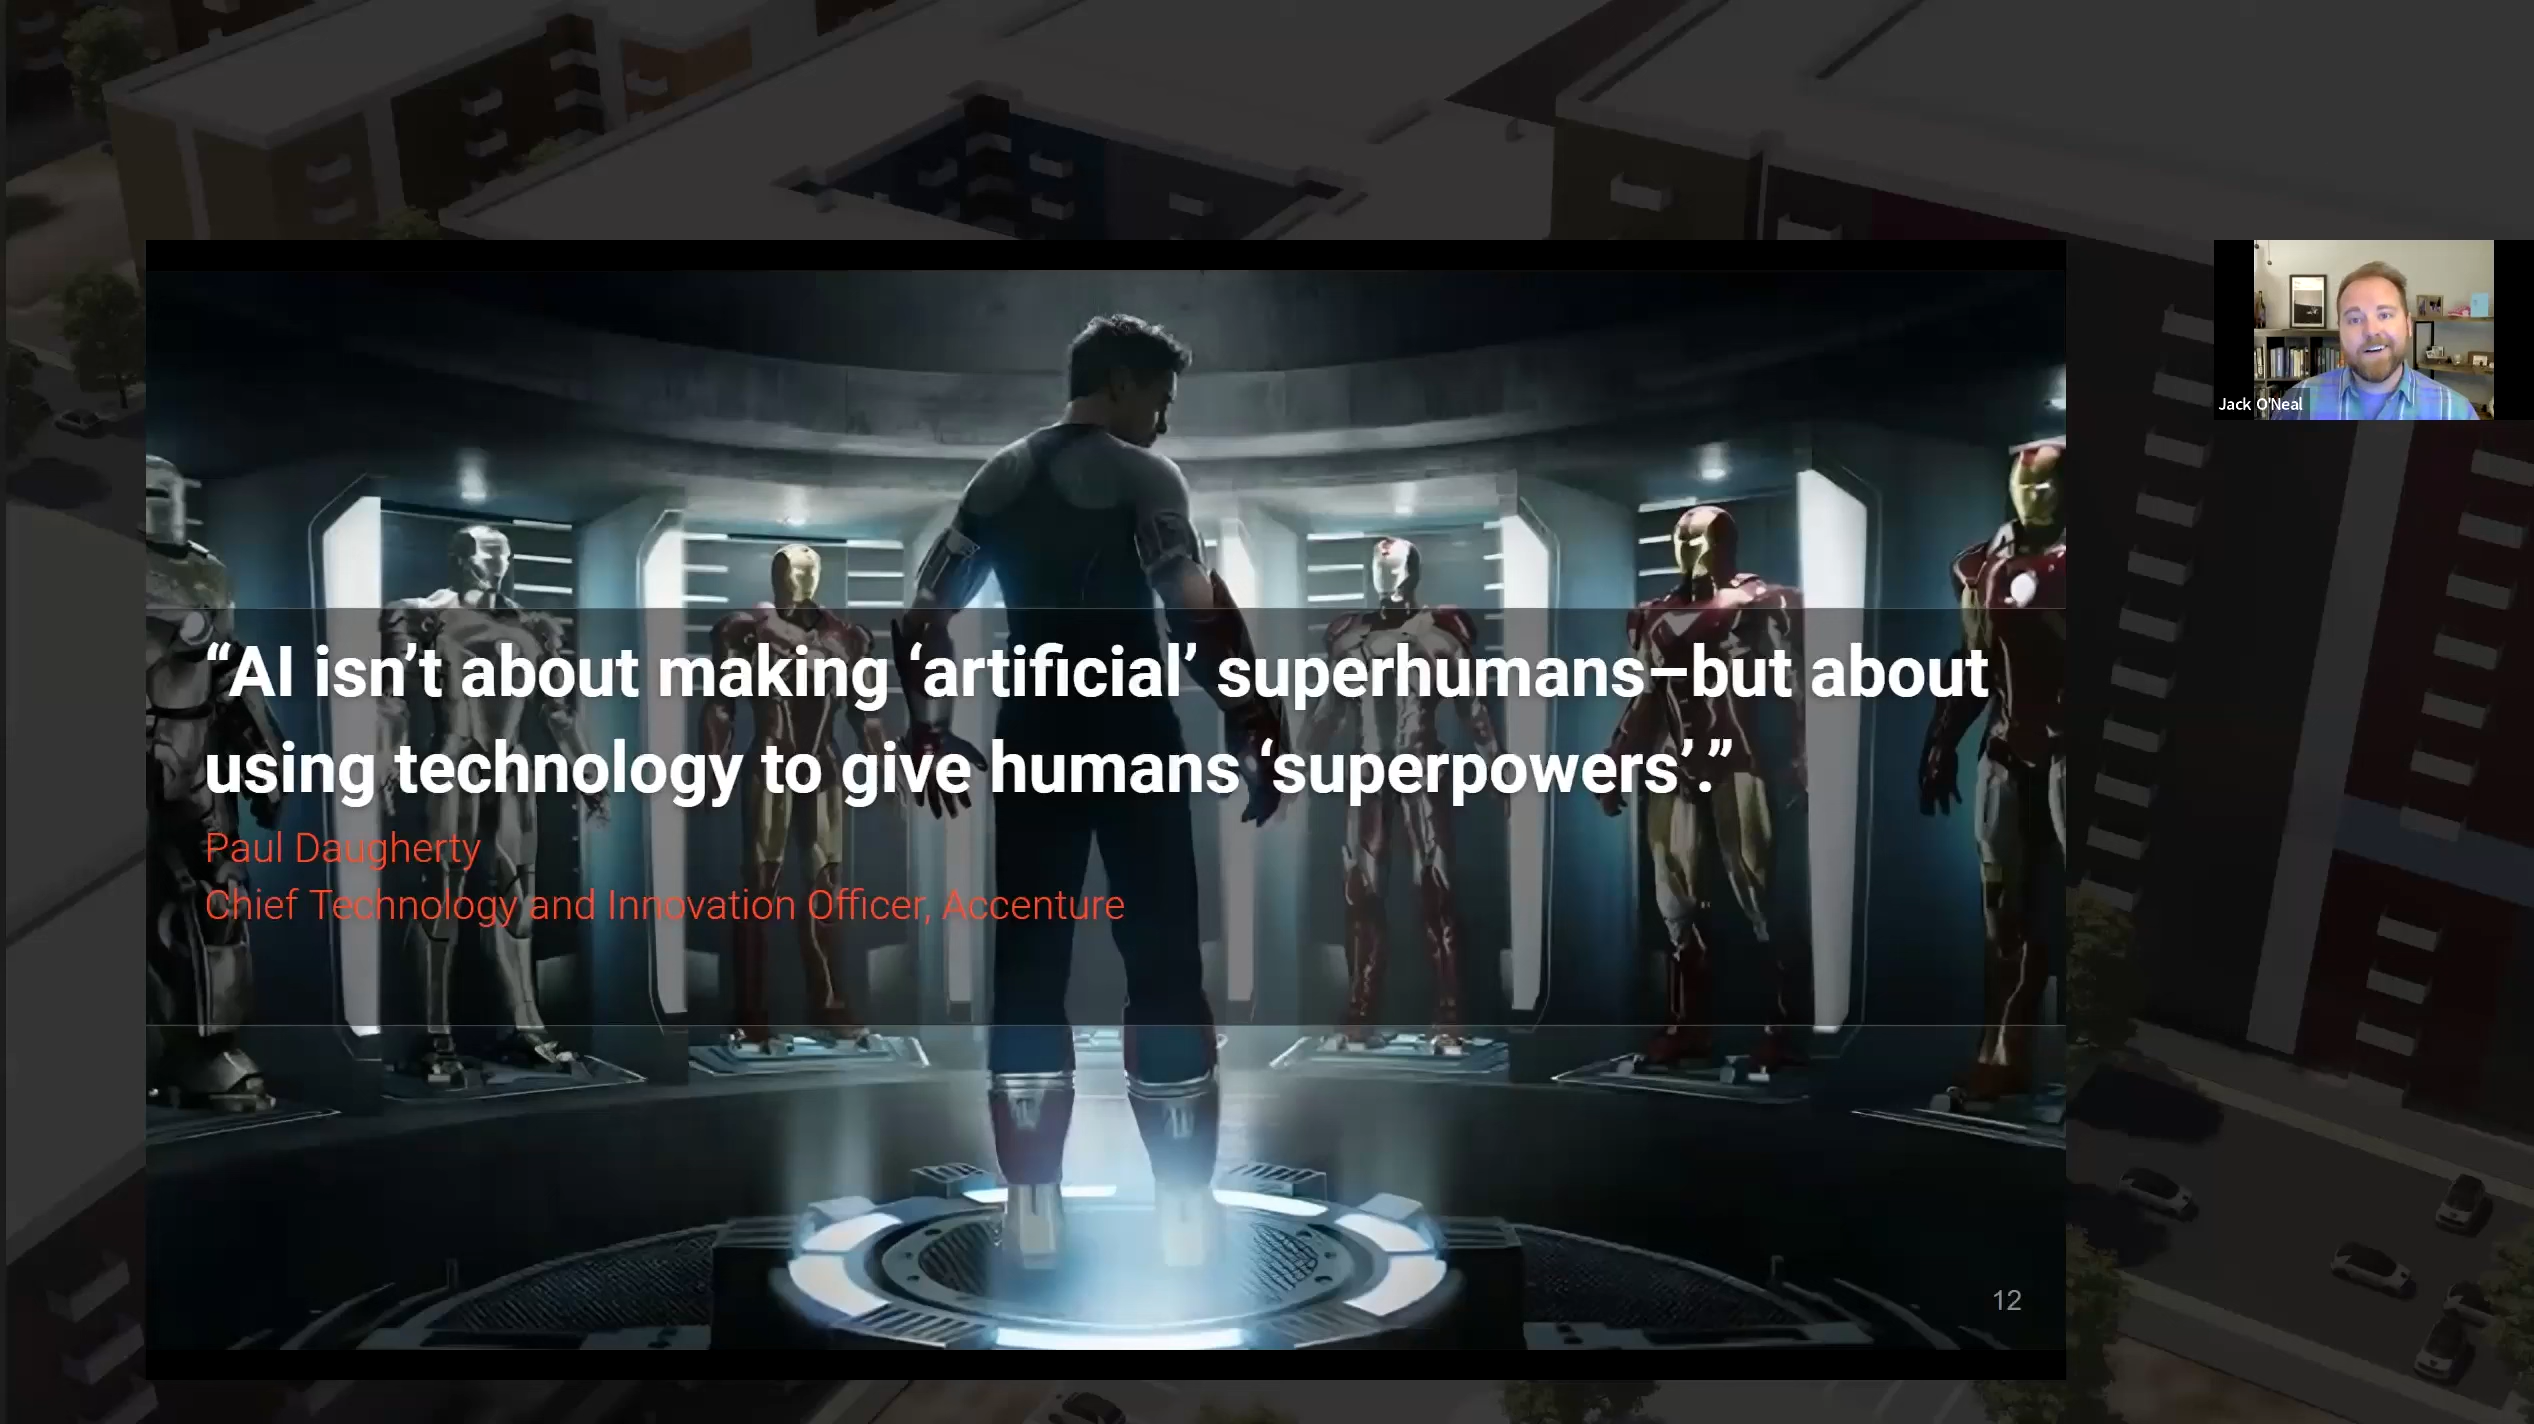 “AI isn’t about making ‘artificial’ superhumans–but about
using technology to give humans ‘superpowers’.”
Paul Daugherty
Chief Technology and Innovation Officer, Accenture
12
Jack O'Neal